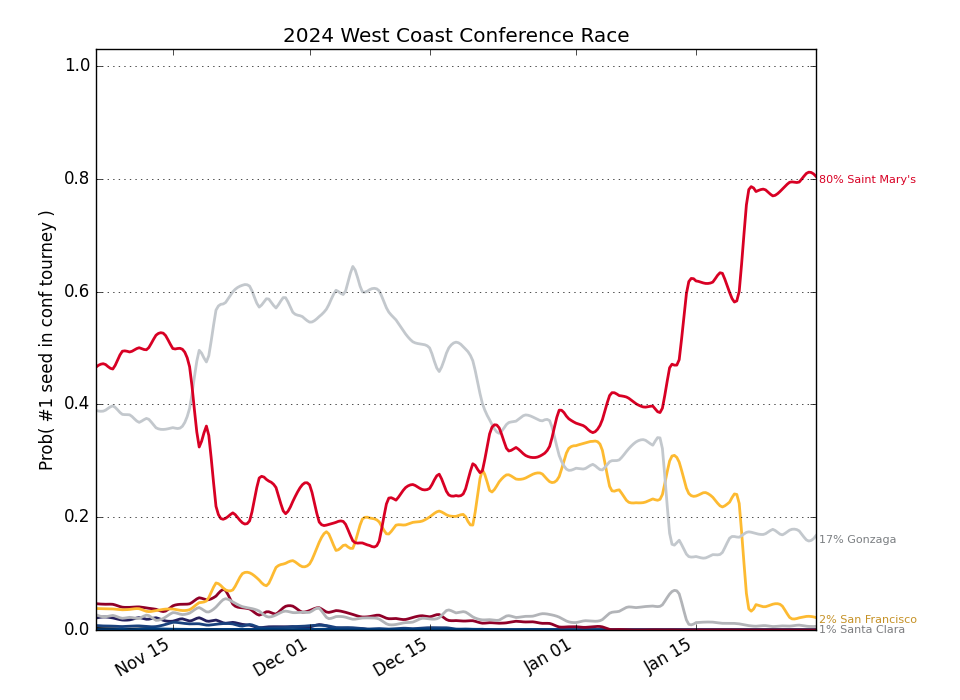 2024 West Coast Conference Race
Prob( #1 seed in conf tourney )
1.0
0.8
0.6
0.4
0.2
0.0
Nov 15
Dec 01
Dec 15
Jan 01
Jan 15
80% Saint Mary's
17% Gonzaga
2% San Francisco
1% Santa Clara